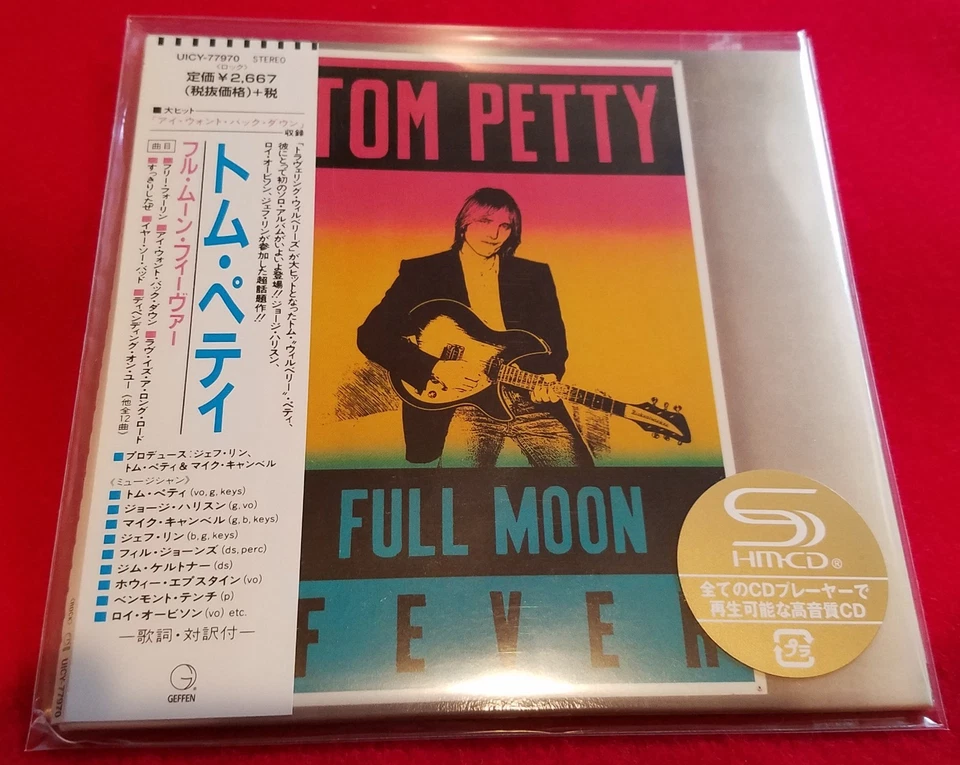 UICY-77970 STEREO
〈ロック〉
定価￥2,667
(税抜価格)+税
■大ヒット
「アイ・ウォント・バック・ダウン」
収録
「トラヴェリング・ウィルベリーズ」が大ヒットとなったトム・“ウィルベリー”・ペティ、
彼にとって初のソロ・アルバムがいよいよ登場!!ジョージ・ハリスン、
ロイ・オービソン、ジェフ・リンが参加した超話題作!!
トム・ペティ
フル・ムーン・フィーヴァー
曲目
■フリー・フォーリン ■アイ・ウォント・バック・ダウン ■ラヴ・イズ・ア・ロング・ロード
■すっきりしたぜ ■イヤー・ソー・バッド ■ディペンディング・オン・ユー (他全12曲)
■プロデュース:ジェフ・リン、
トム・ペティ&マイク・キャンベル
《ミュージシャン》
■トム・ペティ(vo, g, keys)
■ジョージ・ハリスン(g, vo)
■マイク・キャンベル(g, b, keys)
■ジェフ・リン(b, g, keys)
■フィル・ジョーンズ(ds, perc)
■ジム・ケルトナー(ds)
■ホウィー・エプスタイン(vo)
■ベンモント・テンチ(p)
■ロイ・オービソン(vo) etc.
―歌詞・対訳付―
GEFFEN
UICY-77970
TOM PETTY
Rickenbacker
FULL MOON
FEVER
HM-CD®
全てのCDプレーヤーで
再生可能な高音質CD
プラ